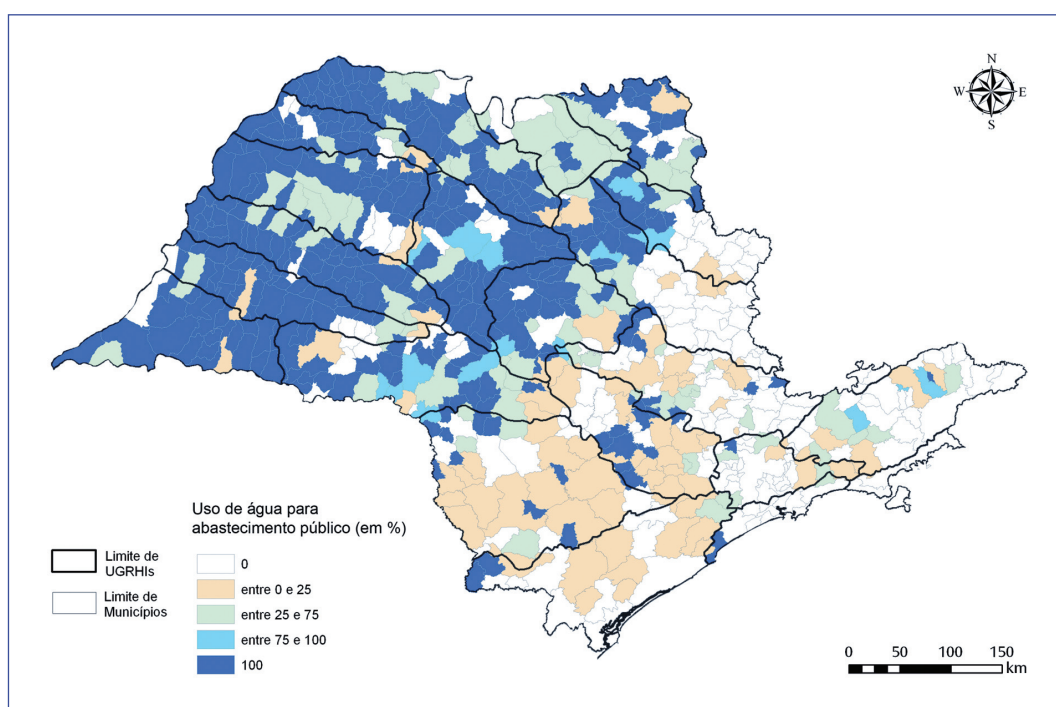 N
W E
S
Uso de água para
abastecimento público (em %)
0
entre 0 e 25
entre 25 e 75
entre 75 e 100
100
Limite de
UGRHIs
Limite de
Municípios
0 50 100 150
km